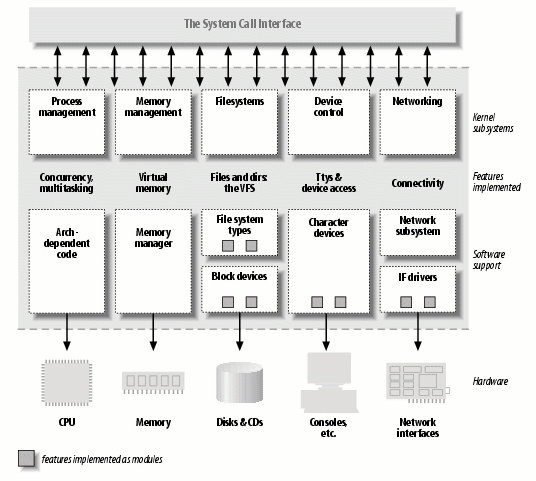 The System Call Interface
Process
management
Memory
management
Filesystems
Device
control
Networking
Kernel
subsystems
Concurrency,
multitasking
Virtual
memory
Files and dirs:
the VFS
Ttys &
device access
Connectivity
Features
implemented
Arch-
dependent
code
Memory
manager
File system
types
Character
devices
Network
subsystem
Software
support
Block devices
IF drivers
Hardware
CPU
Memory
Disks & CDs
Consoles,
etc.
Network
interfaces
features implemented as modules